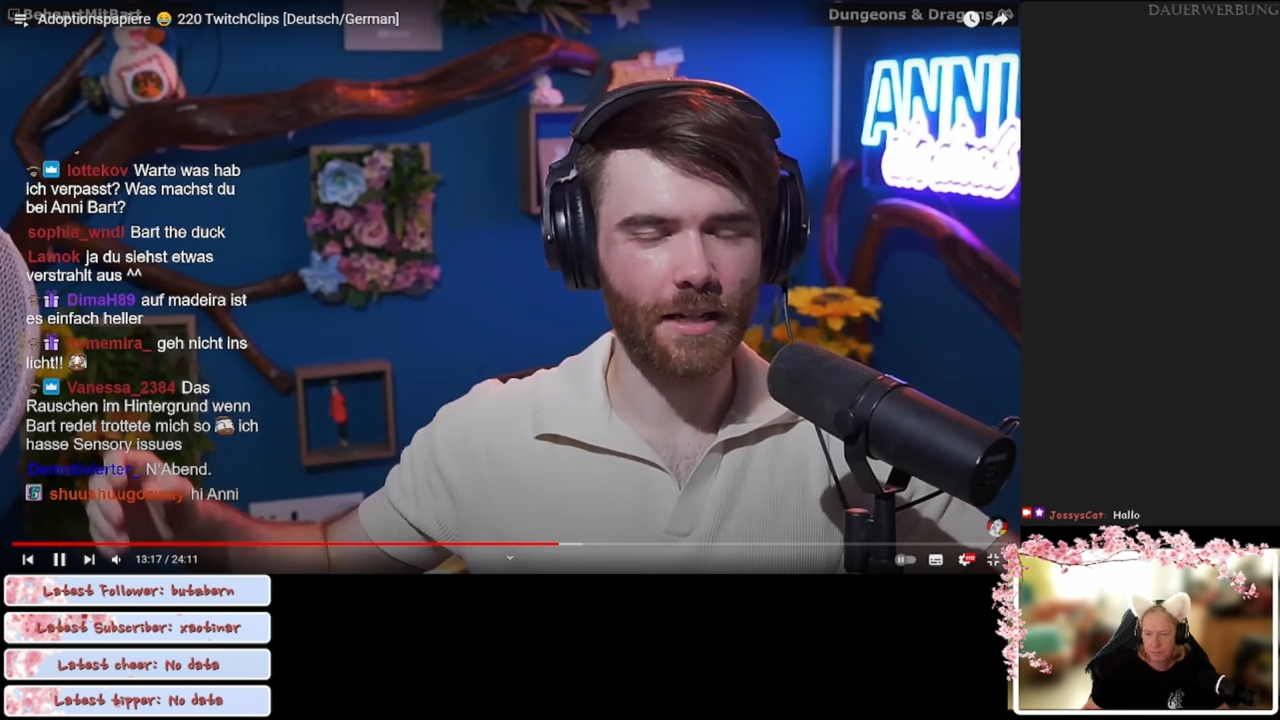 Adoptionspapiere 😂 220 TwitchClips [Deutsch/German]
Dungeons & Dragons
DAUERWERBUNG
ANNI
lottekov Warte was hab
ich verpasst? Was machst du
bei Anni Bart?
sophia_wndl Bart the duck
ja du siehst etwas
verstrahlt aus ^^
DimaH89 auf madeira ist
es einfach heller
geh nicht ins
licht!!
Vanessa_2384 Das
Rauschen im Hintergrund wenn
Bart redet trottete mich so ich
hasse Sensory issues
N'Abend.
hi Anni
JossysCat: Hallo
13:17 / 24:11
HD
Latest Follower: butzbern
Latest Subscriber: xaotinar
Latest cheer: No data
Latest tipper: No data